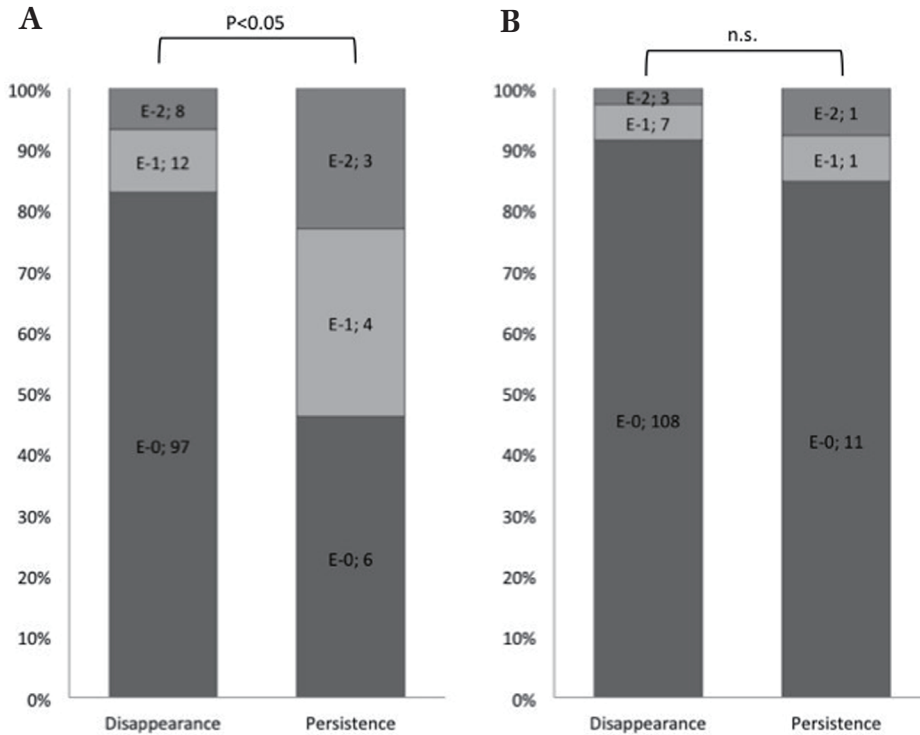 A
P<0.05
100%
90%
80%
70%
60%
50%
40%
30%
20%
10%
0%
E-2; 8
E-1; 12
E-0; 97
E-2; 3
E-1; 4
E-0; 6
Disappearance
Persistence
B
n.s.
100%
90%
80%
70%
60%
50%
40%
30%
20%
10%
0%
E-2; 3
E-1; 7
E-0; 108
E-2; 1
E-1; 1
E-0; 11
Disappearance
Persistence